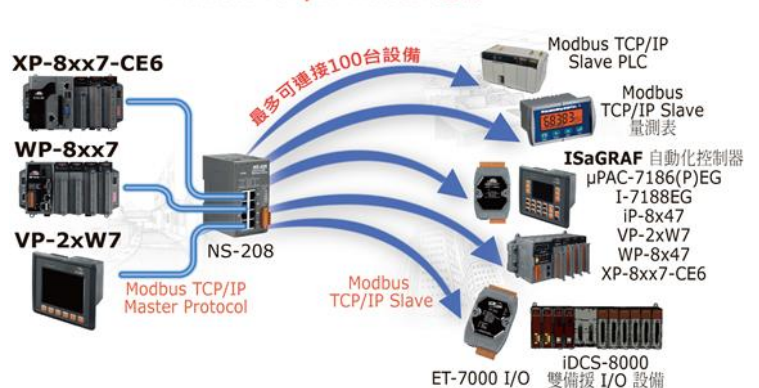 XP-8xx7-CE6
WP-8xx7
VP-2xW7
Modbus TCP/IP
Master Protocol
NS-208
最多可連接100台設備
Modbus
TCP/IP Slave
Modbus TCP/IP
Slave PLC
Modbus
TCP/IP Slave
量測表
ISaGRAF 自動化控制器
µPAC-7186(P)EG
I-7188EG
iP-8x47
VP-2xW7
WP-8x47
XP-8xx7-CE6
ET-7000 I/O
iDCS-8000
雙備援 I/O 設備